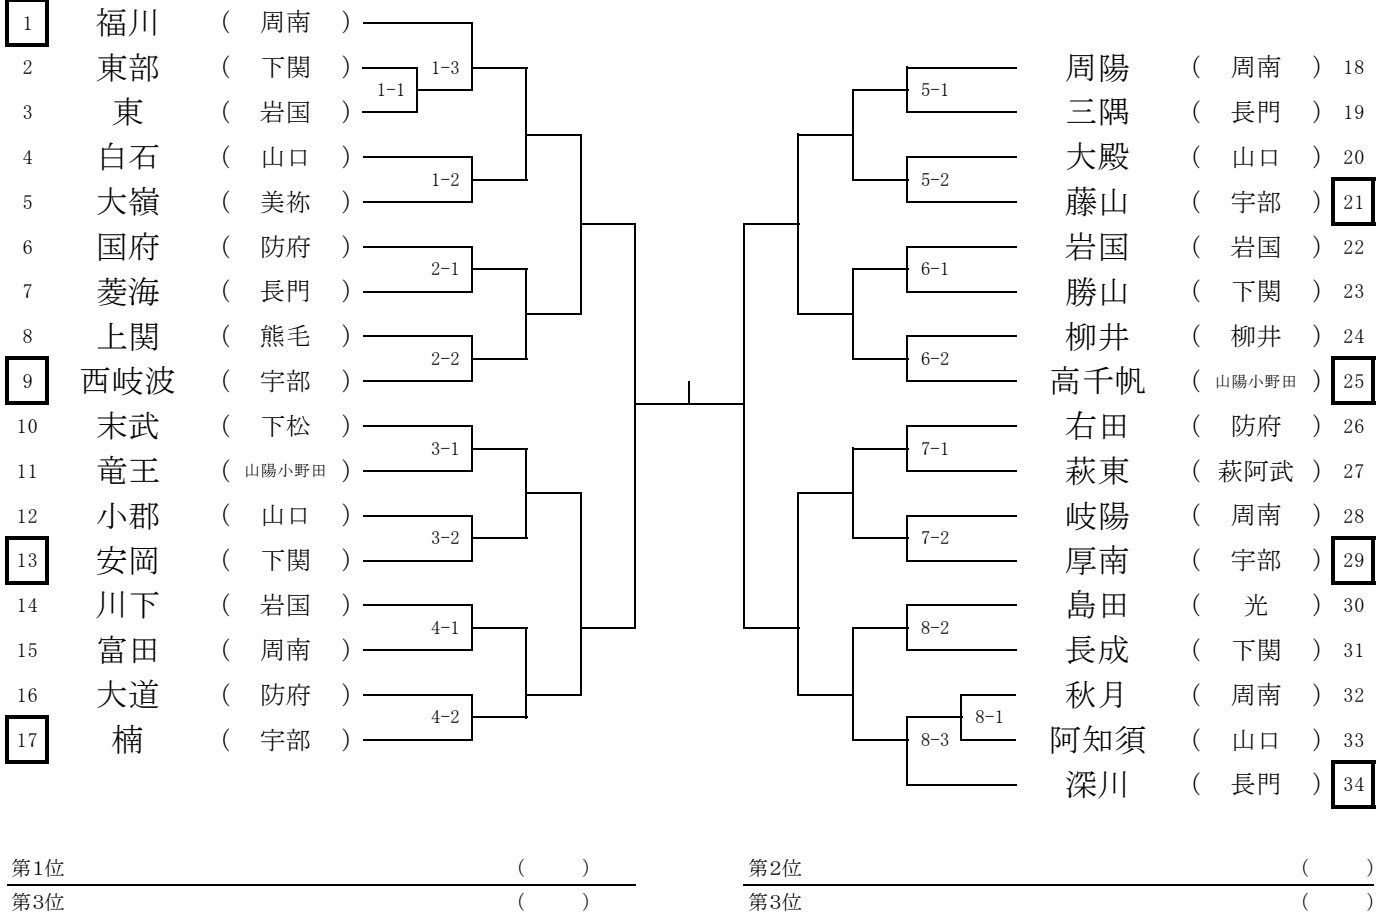 1 福川 ( 周南 )
2 東部 ( 下関 )
3 東 ( 岩国 )
4 白石 ( 山口 )
5 大嶺 ( 美祢 )
6 国府 ( 防府 )
7 菱海 ( 長門 )
8 上関 ( 熊毛 )
9 西岐波 ( 宇部 )
10 末武 ( 下松 )
11 竜王 ( 山陽小野田 )
12 小郡 ( 山口 )
13 安岡 ( 下関 )
14 川下 ( 岩国 )
15 富田 ( 周南 )
16 大道 ( 防府 )
17 楠 ( 宇部 )
1-3
1-1
1-2
2-1
2-2
3-1
3-2
4-1
4-2
5-1
5-2
6-1
6-2
7-1
7-2
8-2
8-1
8-3
周陽 ( 周南 ) 18
三隅 ( 長門 ) 19
大殿 ( 山口 ) 20
藤山 ( 宇部 ) 21
岩国 ( 岩国 ) 22
勝山 ( 下関 ) 23
柳井 ( 柳井 ) 24
高千帆 ( 山陽小野田 ) 25
右田 ( 防府 ) 26
萩東 ( 萩阿武 ) 27
岐陽 ( 周南 ) 28
厚南 ( 宇部 ) 29
島田 ( 光 ) 30
長成 ( 下関 ) 31
秋月 ( 周南 ) 32
阿知須 ( 山口 ) 33
深川 ( 長門 ) 34
第1位 ( )
第2位 ( )
第3位 ( )
第3位 ( )